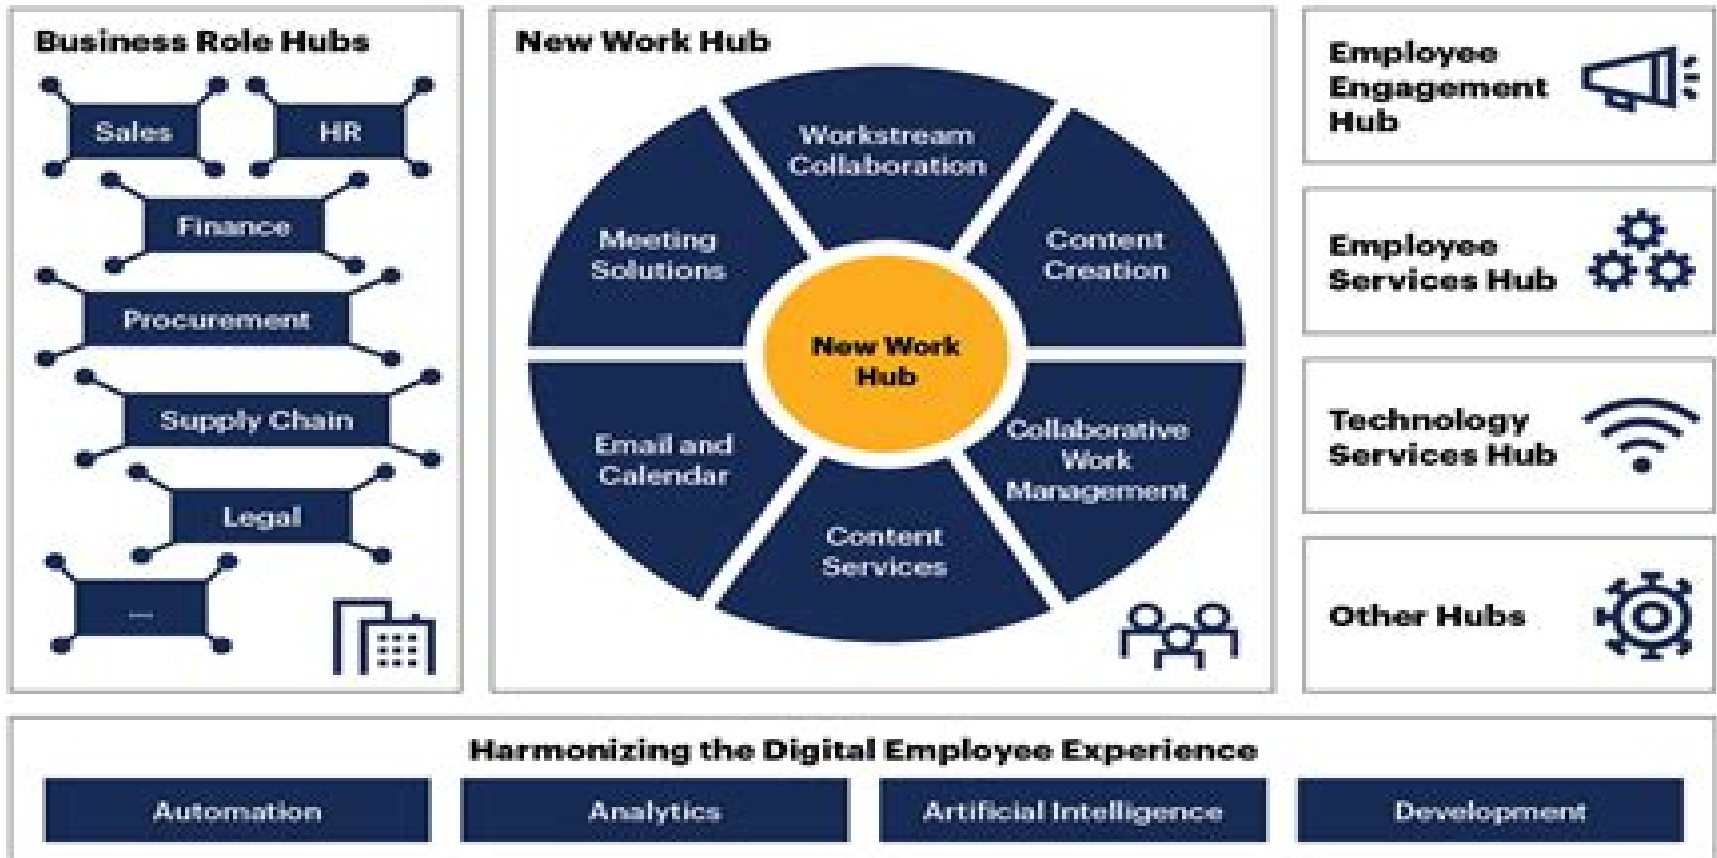 Business Role Hubs
Sales
HR
Finance
Procurement
Supply Chain
Legal
...
New Work Hub
Workstream
Collaboration
Content
Creation
Collaborative
Work
Management
Content
Services
Email and
Calendar
Meeting
Solutions
New Work
Hub
Employee
Engagement
Hub
Employee
Services Hub
Technology
Services Hub
Other Hubs
Harmonizing the Digital Employee Experience
Automation
Analytics
Artificial Intelligence
Development